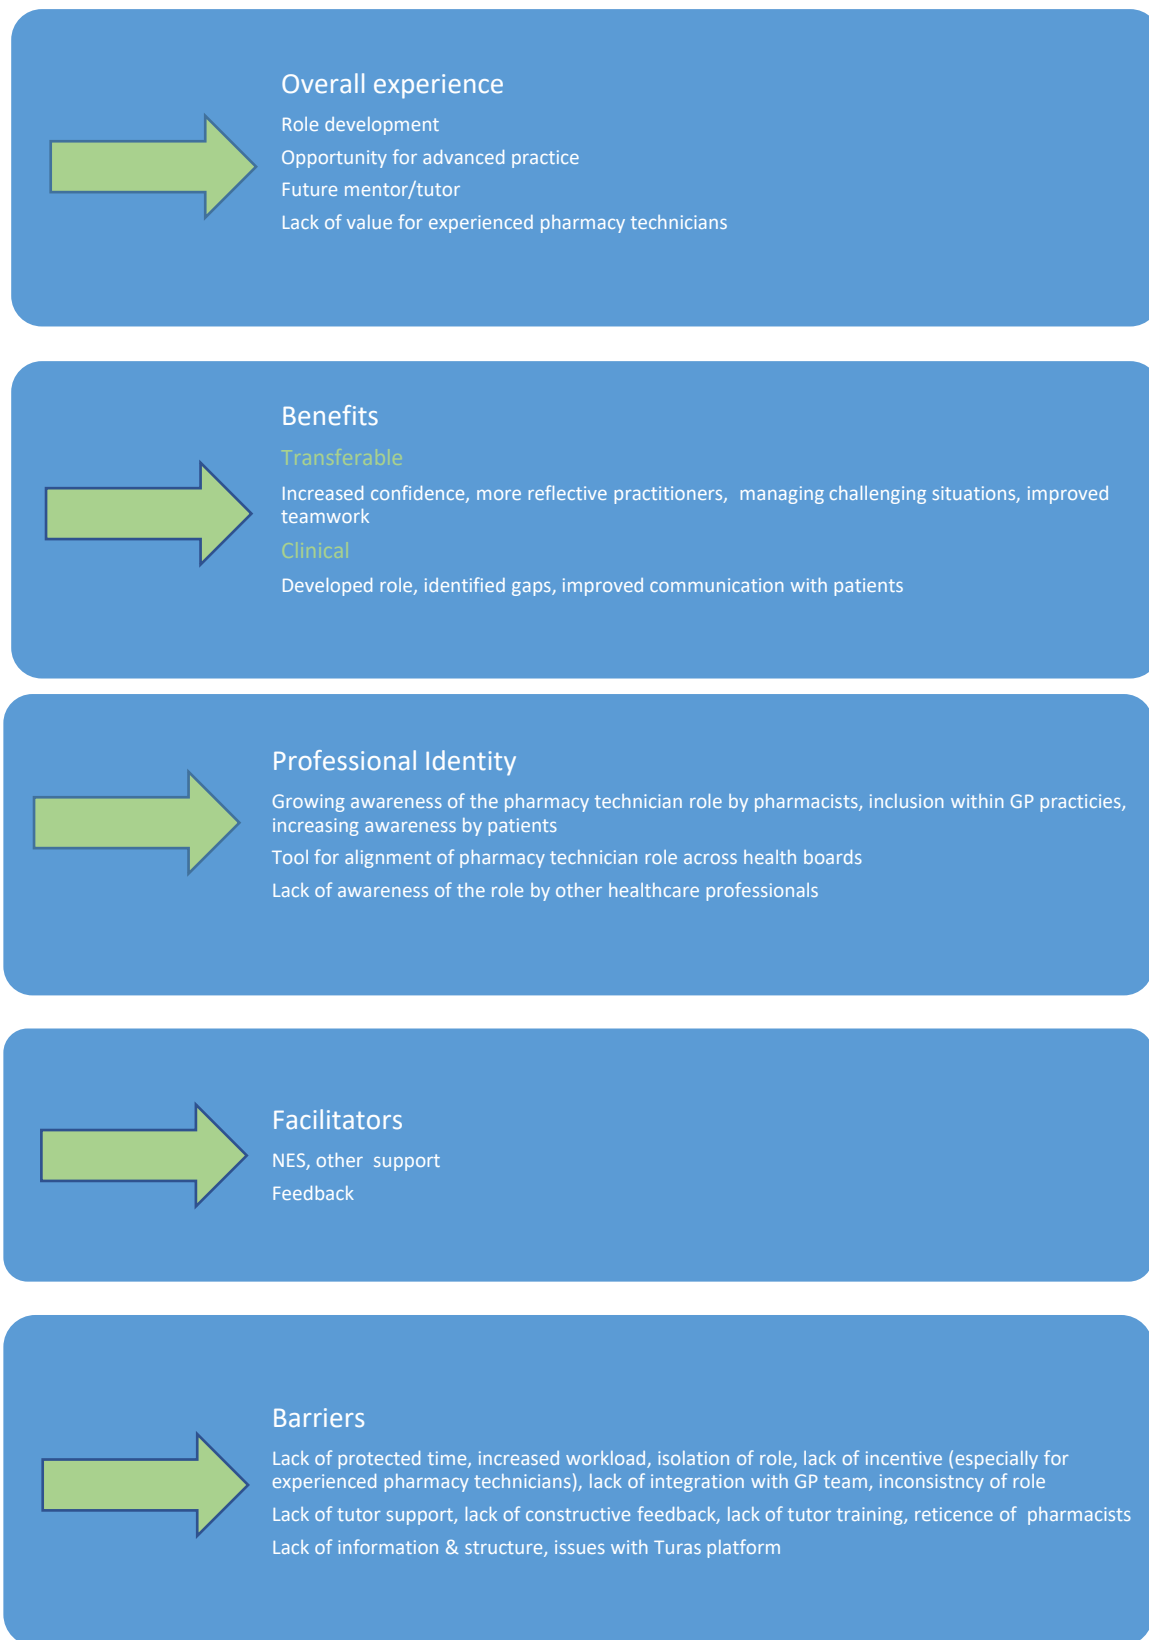 Overall experience
Role development
Opportunity for advanced practice
Future mentor/tutor
Lack of value for experienced pharmacy technicians
Benefits
Transferable
Increased confidence, more reflective practitioners,  managing challenging situations, improved
teamwork
Clinical
Developed role, identified gaps, improved communication with patients
Professional Identity
Growing awareness of the pharmacy technician role by pharmacists, inclusion within GP practicies,
increasing awareness by patients
Tool for alignment of pharmacy technician role across health boards
Lack of awareness of the role by other healthcare professionals
Facilitators
NES, other  support
Feedback
Barriers
Lack of protected time, increased workload, isolation of role, lack of incentive (especially for
experienced pharmacy technicians), lack of integration with GP team, inconsistncy of role
Lack of tutor support, lack of constructive feedback, lack of tutor training, reticence of  pharmacists
Lack of information & structure, issues with Turas platform